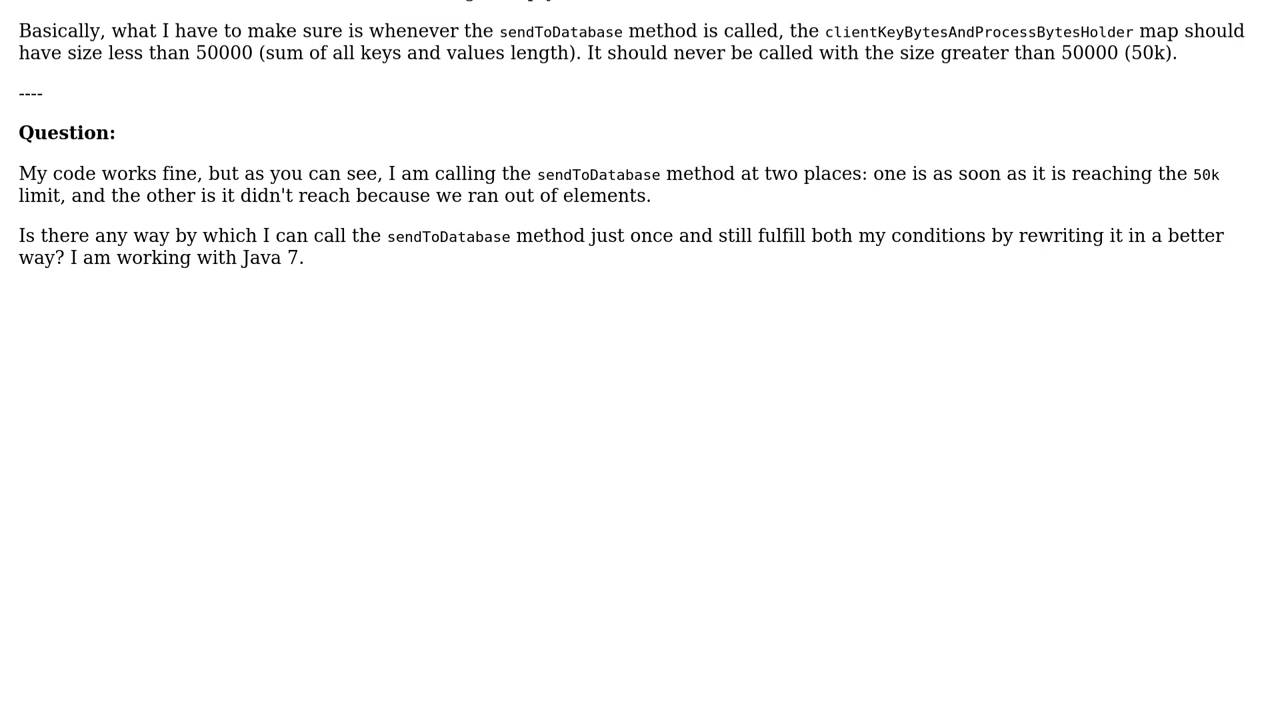 Basically, what I have to make sure is whenever the sendToDatabase method is called, the clientKeyBytesAndProcessBytesHolder map should
have size less than 50000 (sum of all keys and values length). It should never be called with the size greater than 50000 (50k).
----
Question:
My code works fine, but as you can see, I am calling the sendToDatabase method at two places: one is as soon as it is reaching the 50k
limit, and the other is it didn't reach because we ran out of elements.
Is there any way by which I can call the sendToDatabase method just once and still fulfill both my conditions by rewriting it in a better
way? I am working with Java 7.